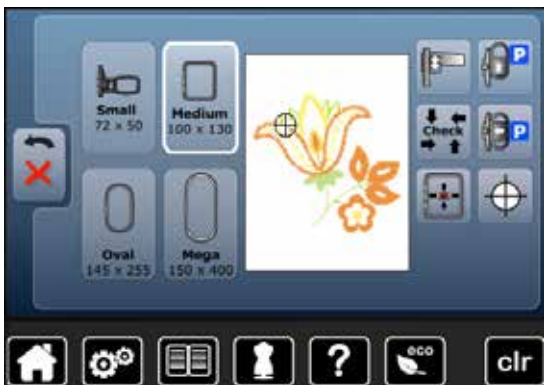 Small
72 x 50
Medium
100 x 130
Check
P
P
Oval
145 x 255
Mega
150 x 400
?
eco
clr